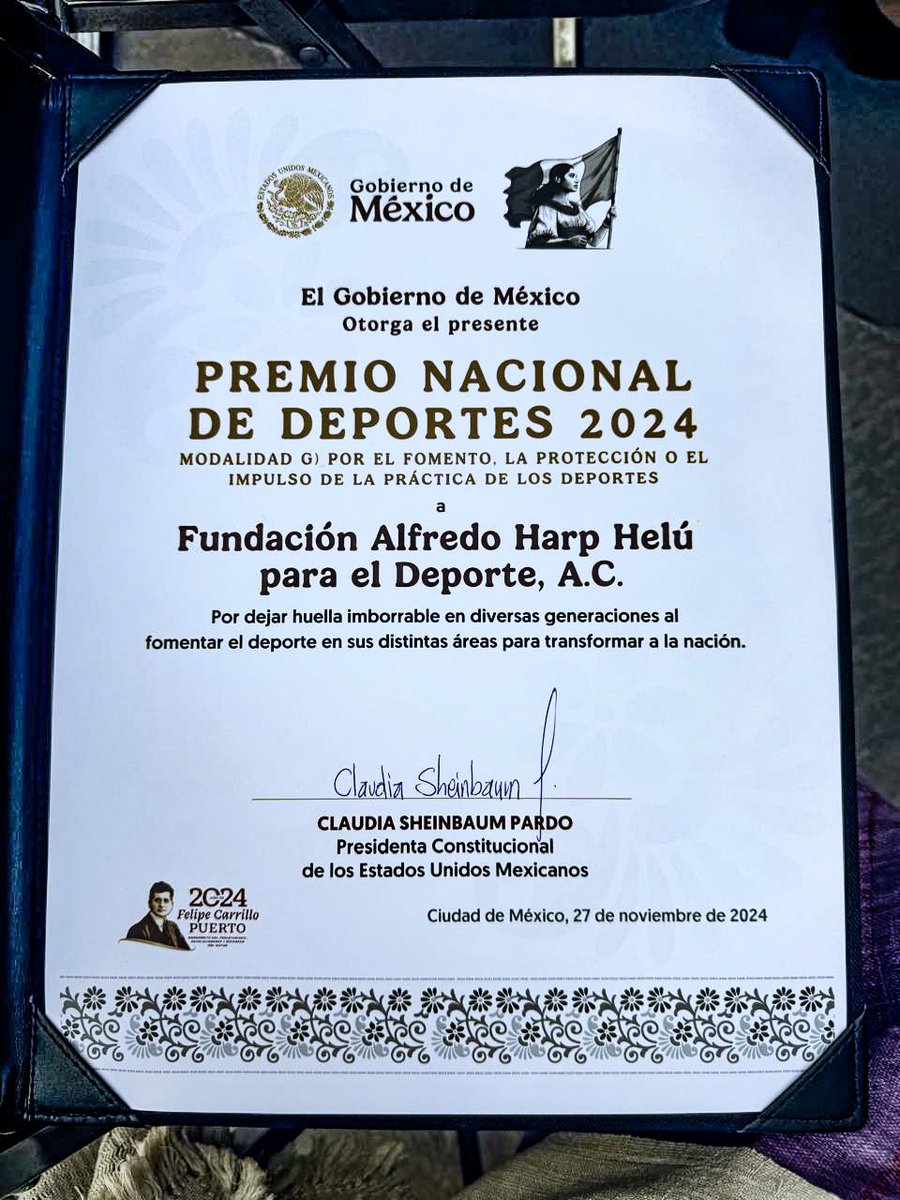 ESTADOS UNIDOS MEXICANOS
Gobierno de
México
El Gobierno de México
Otorga el presente
PREMIO NACIONAL
DE DEPORTES 2024
MODALIDAD G) POR EL FOMENTO, LA PROTECCIÓN O EL
IMPULSO DE LA PRÁCTICA DE LOS DEPORTES
a
Fundación Alfredo Harp Helú
para el Deporte, A.C.
Por dejar huella imborrable en diversas generaciones al
fomentar el deporte en sus distintas áreas para transformar a la nación.
Claudia Sheinbaum P.
CLAUDIA SHEINBAUM PARDO
Presidenta Constitucional
de los Estados Unidos Mexicanos
2024
Felipe Carrillo
PUERTO
Ciudad de México, 27 de noviembre de 2024